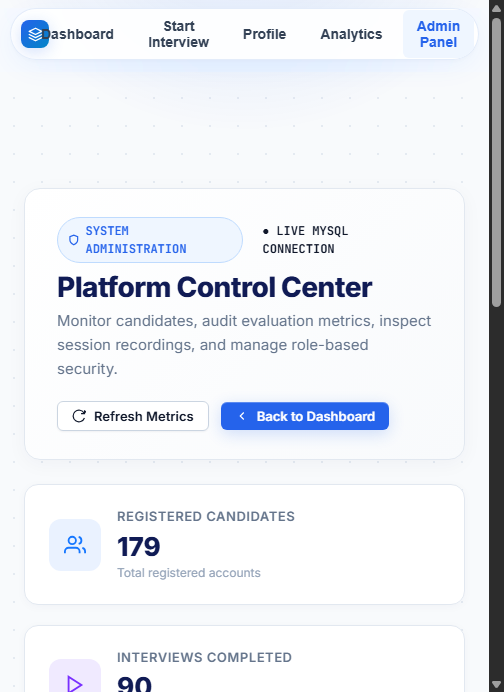 Dashboard
Start
Interview
Profile
Analytics
Admin
Panel
SYSTEM
ADMINISTRATION
● LIVE MYSQL
CONNECTION
Platform Control Center
Monitor candidates, audit evaluation metrics, inspect
session recordings, and manage role-based
security.
Refresh Metrics
Back to Dashboard
REGISTERED CANDIDATES
179
Total registered accounts
INTERVIEWS COMPLETED
90